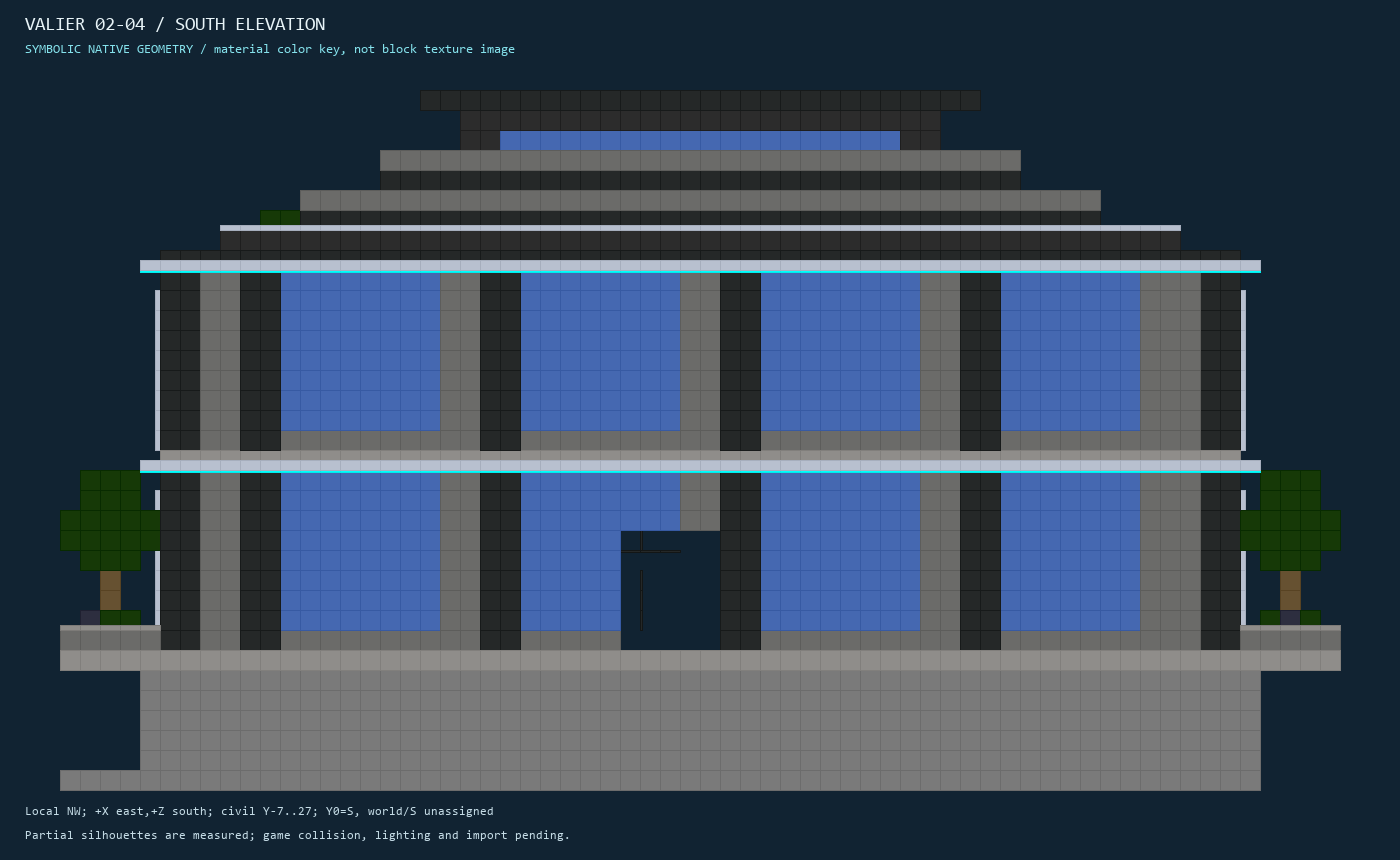 VALIER 02-04 / SOUTH ELEVATION
SYMBOLIC NATIVE GEOMETRY / material color key, not block texture image
Local NW; +X east,+Z south; civil Y-7..27; Y0=S, world/S unassigned
Partial silhouettes are measured; game collision, lighting and import pending.